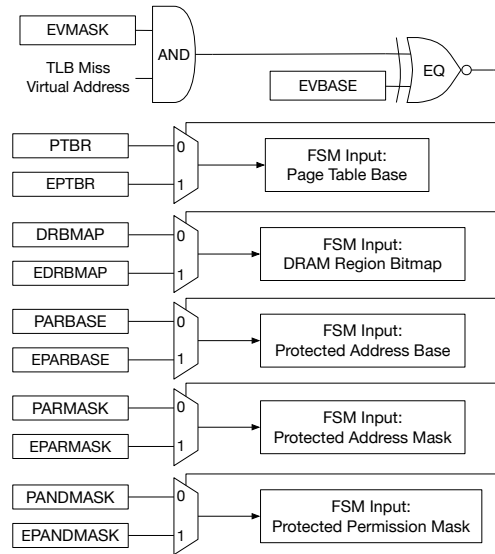 EVMASK
AND
TLB Miss
Virtual Address
EQ
EVBASE
PTBR
0
EPTBR
1
FSM Input:
Page Table Base
DRBMAP
0
EDRBMAP
1
FSM Input:
DRAM Region Bitmap
PARBASE
0
EPARBASE
1
FSM Input:
Protected Address Base
PARMASK
0
EPARMASK
1
FSM Input:
Protected Address Mask
PANDMASK
0
EPANDMASK
1
FSM Input:
Protected Permission Mask